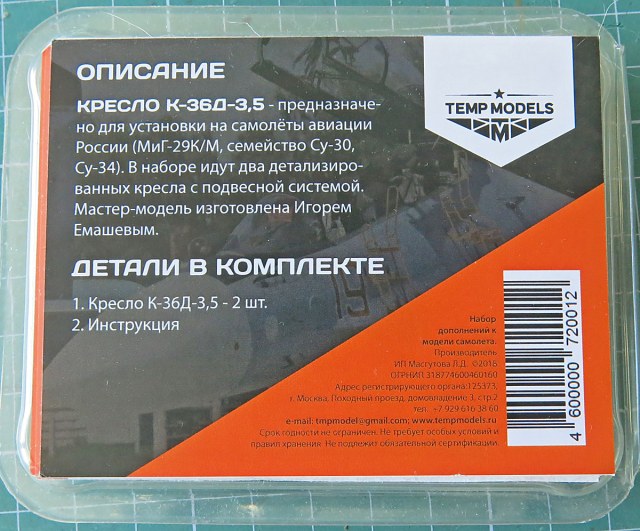 ОПИСАНИЕ
КРЕСЛО К-36Д-3,5 - предназначе-
но для установки на самолёты авиации
России (МиГ-29К/М, семейство Су-30,
Су-34). В наборе идут два детализиро-
ванных кресла с подвесной системой.
Мастер-модель изготовлена Игорем
Емашевым.
TEMP MODELS
M
ДЕТАЛИ В КОМПЛЕКТЕ
1. Кресло К-36Д-3,5 - 2 шт.
2. Инструкция
Набор
дополнений к
модели самолета.
Производитель
ИП Масгутова Л.Д. ©2016
ОГРНИП 318774600460160
Адрес регистрирующего органа:125373,
г. Москва, Походный проезд, домовладение 3, стр.2
тел. +7 929 616 38 60
e-mail: tmpmodel@gmail.com; www.tempmodels.ru
Срок годности не ограничен. Не требует особых условий и
правил хранения. Не подлежит обязательной сертификации.
4 600000 720012